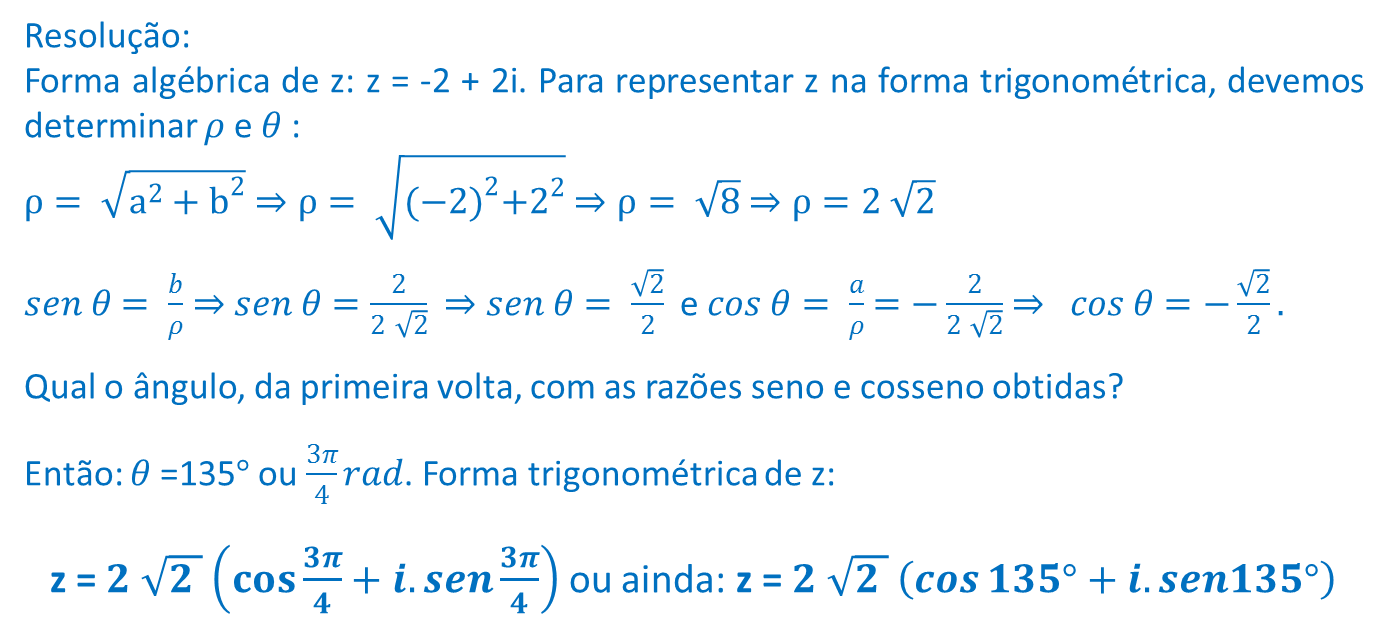 Resolução:
Forma algébrica de z: z = -2 + 2i. Para representar z na forma trigonométrica, devemos
determinar 𝜌 e 𝜃 :
ρ = √(a² + b²) ⇒ ρ = √((−2)²+2²) ⇒ ρ = √8 ⇒ ρ = 2 √2
𝑠𝑒𝑛 𝜃 = 𝑏/𝜌 ⇒ 𝑠𝑒𝑛 𝜃 = 2/(2 √2) ⇒ 𝑠𝑒𝑛 𝜃 = √2/2 e 𝑐𝑜𝑠 𝜃 = 𝑎/𝜌 = − 2/(2 √2) ⇒ 𝑐𝑜𝑠 𝜃 = − √2/2.
Qual o ângulo, da primeira volta, com as razões seno e cosseno obtidas?
Então: 𝜃 =135° ou 3𝜋/4 𝑟𝑎𝑑. Forma trigonométrica de z:
z = 2 √2 (cos 3𝝅/4 + 𝒊. 𝒔𝒆𝒏 3𝝅/4) ou ainda: z = 2 √2 (𝒄𝒐𝒔 135° + 𝒊. 𝒔𝒆𝒏135°)